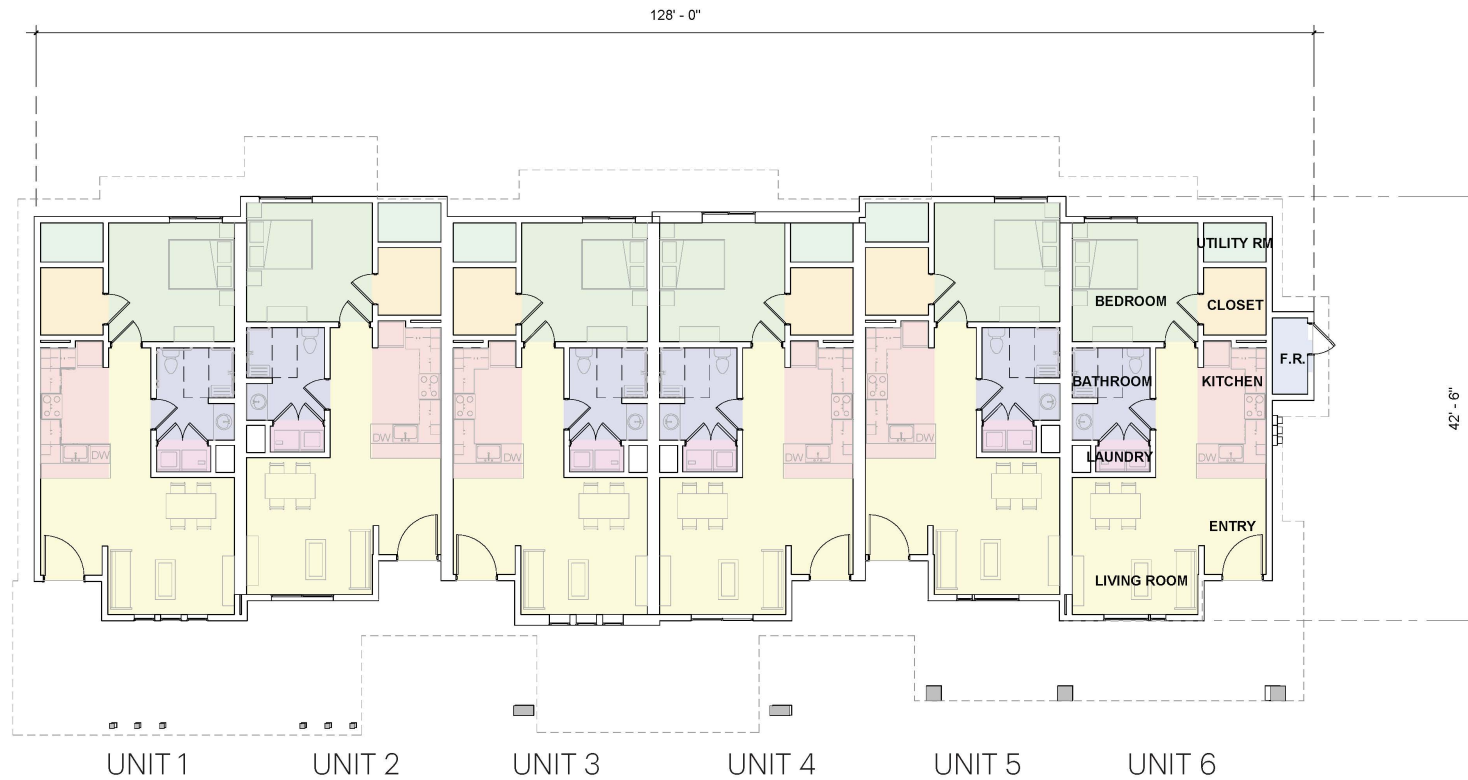 128' - 0"
UTILITY RM
BEDROOM
CLOSET
F.R.
BATHROOM
KITCHEN
DW
DW
DW
DW
DW
DW
LAUNDRY
ENTRY
LIVING ROOM
42' - 6"
UNIT 1
UNIT 2
UNIT 3
UNIT 4
UNIT 5
UNIT 6